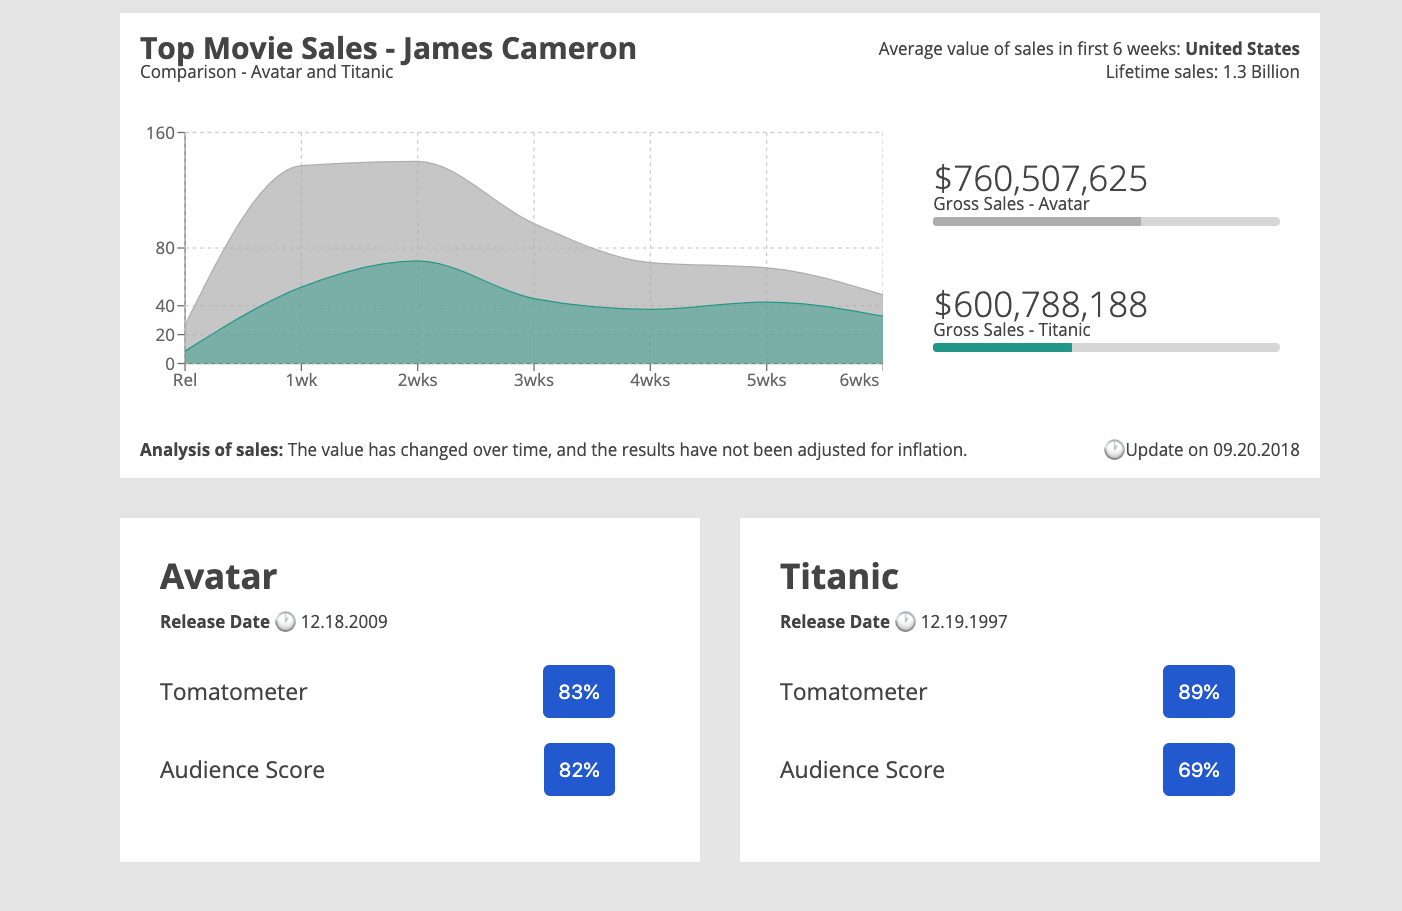 Top Movie Sales - James Cameron
Comparison - Avatar and Titanic
Average value of sales in first 6 weeks: United States
Lifetime sales: 1.3 Billion
160
80
40
20
0
Rel 1wk 2wks 3wks 4wks 5wks 6wks
$760,507,625
Gross Sales - Avatar
$600,788,188
Gross Sales - Titanic
Analysis of sales: The value has changed over time, and the results have not been adjusted for inflation.
Update on 09.20.2018
Avatar
Release Date 12.18.2009
Tomatometer 83%
Audience Score 82%
Titanic
Release Date 12.19.1997
Tomatometer 89%
Audience Score 69%